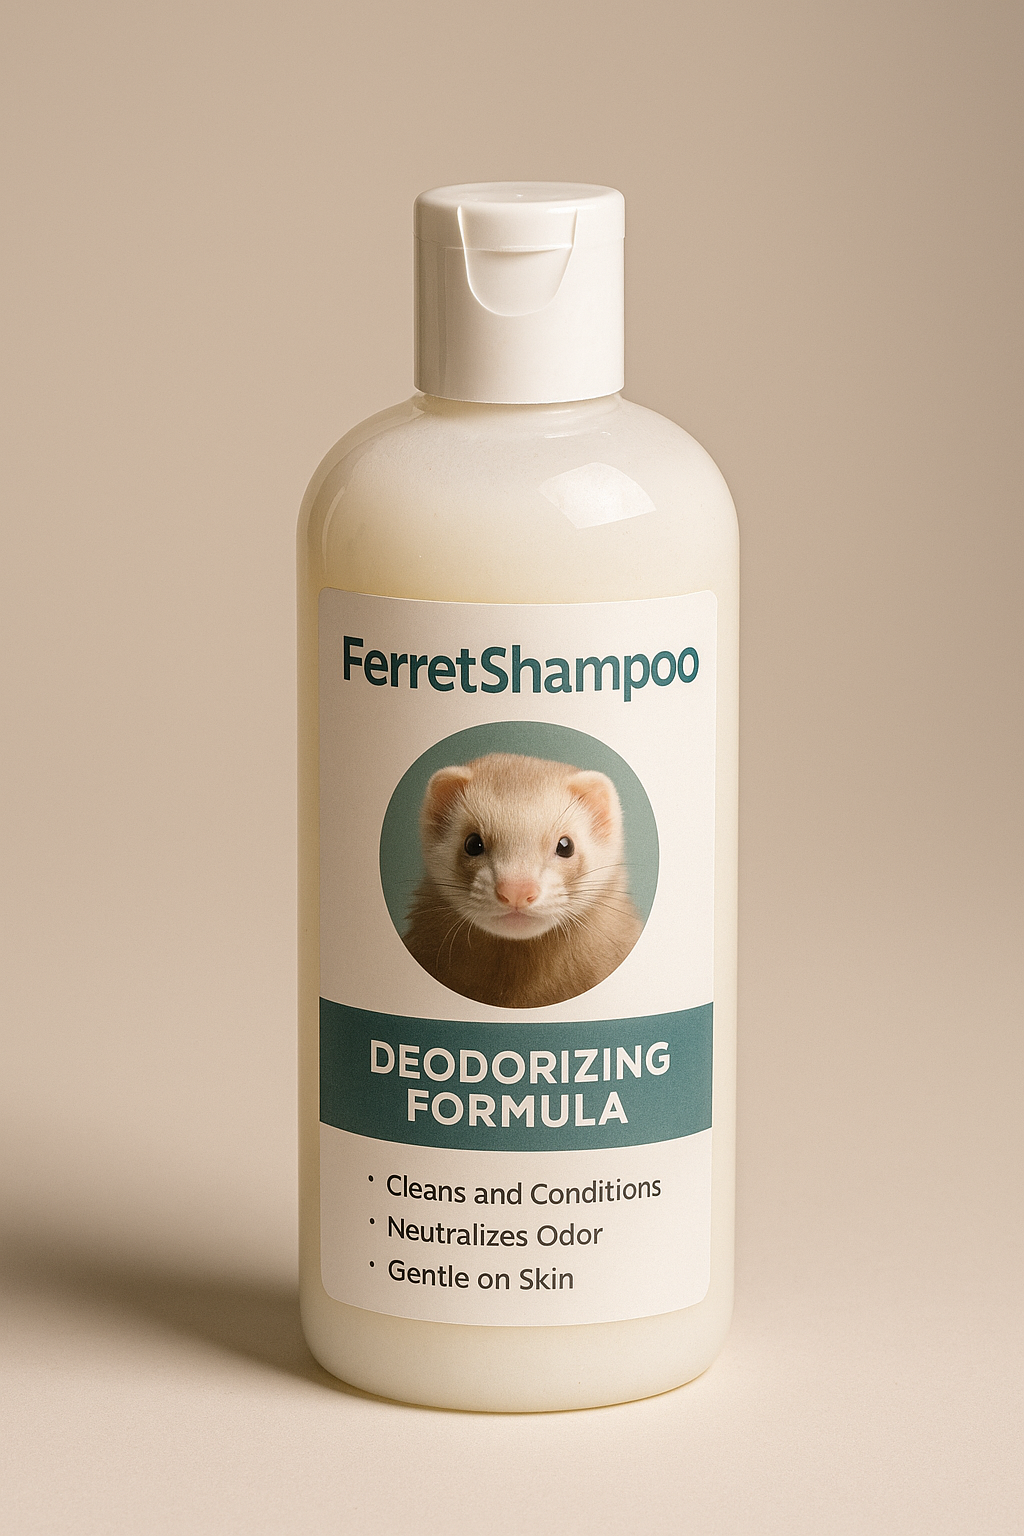 FerretShampoo
DEODORIZING
FORMULA
· Cleans and Conditions
· Neutralizes Odor
· Gentle on Skin